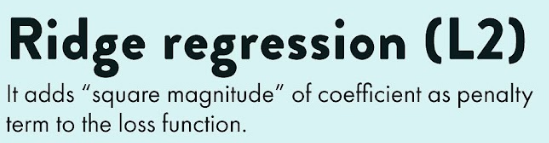 Ridge regression (L2)
It adds “square magnitude” of coefficient as penalty
term to the loss function.